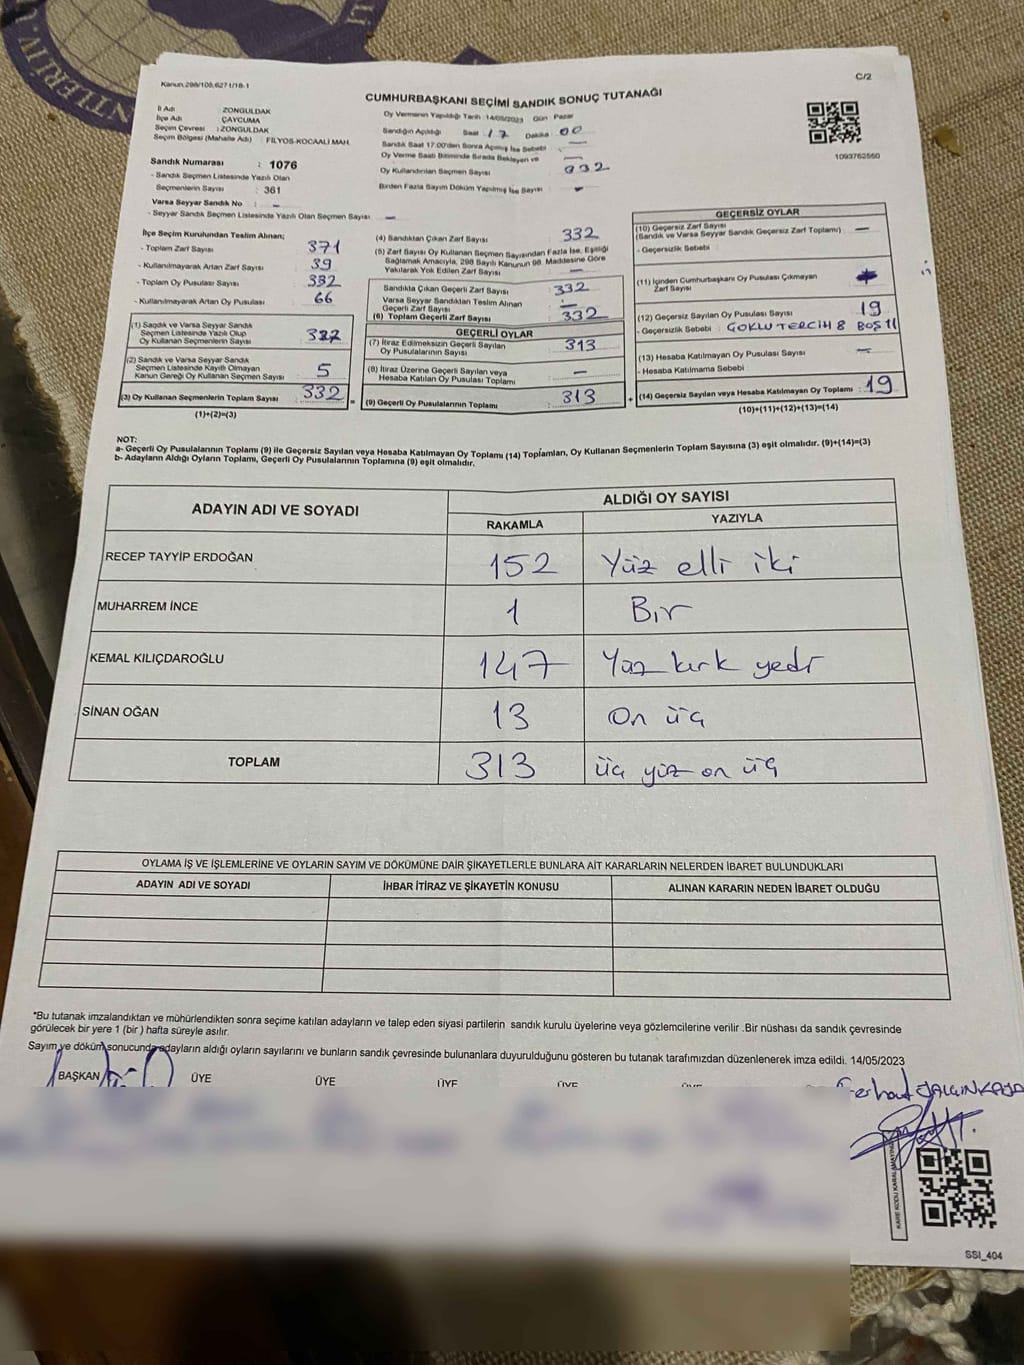 Kanun:298/105,6271/18-1
C/2
CUMHURBAŞKANI SEÇİMİ SANDIK SONUÇ TUTANAĞI
İl Adı ZONGULDAK
İlçe Adı ÇAYCUMA
Seçim Çevresi : ZONGULDAK
Seçim Bölgesi (Mahalle Adı) : FİLYOS-KOCAALİ MAH.
Sandık Numarası : 1076
- Sandık Seçmen Listesinde Yazılı Olan
Seçmenlerin Sayısı : 361
Varsa Seyyar Sandık No : -
- Seyyar Sandık Seçmen Listesinde Yazılı Olan Seçmen Sayısı : -
Oy Vermenin Yapıldığı Tarih :14/05/2023 Gün Pazar
Sandığın Açıldığı Saat 17 Dakika 00
Sandık Saat 17.00'den Sonra Açılmış İse Sebebi : -
Oy Verme Saati Bitiminde Sırada Bekleyen ve : -
Oy Kullandırılan Seçmen Sayısı 032
Birden Fazla Sayım Döküm Yapılmış İse Sayısı : -
1093762560
İlçe Seçim Kurulundan Teslim Alınan;
- Toplam Zarf Sayısı : 371
- Kullanılmayarak Artan Zarf Sayısı : 39
- Toplam Oy Pusulası Sayısı : 332
- Kullanılmayarak Artan Oy Pusulası : 66
(1) Sandık ve Varsa Seyyar Sandık
Seçmen Listesinde Yazılı Olup
Oy Kullanan Seçmenlerin Sayısı : 327
(2) Sandık ve Varsa Seyyar Sandık
Seçmen Listesinde Kayıtlı Olmayan
Kanun Gereği Oy Kullanan Seçmen Sayısı : 5
(3) Oy Kullanan Seçmenlerin Toplam Sayısı : 332 =
(1)+(2)=(3)
(4) Sandıktan Çıkan Zarf Sayısı : 332
(5) Zarf Sayısı Oy Kullanan Seçmen Sayısından Fazla İse, Eşitliği
Sağlamak Amacıyla, 298 Sayılı Kanunun 98. Maddesine Göre
Yakılarak Yok Edilen Zarf Sayısı : -
Sandıkla Çıkan Geçerli Zarf Sayısı : 332
Varsa Seyyar Sandıktan Teslim Alınan
Geçerli Zarf Sayısı : -
(6) Toplam Geçerli Zarf Sayısı : 332
GEÇERLİ OYLAR
(7) İtiraz Edilmeksizin Geçerli Sayılan
Oy Pusulalarının Sayısı : 313
(8) İtiraz Üzerine Geçerli Sayılan veya
Hesaba Katılan Oy Pusulası Toplamı : -
(9) Geçerli Oy Pusulalarının Toplamı : 313 +
GEÇERSİZ OYLAR
(10) Geçersiz Zarf Sayısı
(Sandık ve Varsa Seyyar Sandık Geçersiz Zarf Toplamı) : -
- Geçersizlik Sebebi :
(11) İçinden Cumhurbaşkanı Oy Pusulası Çıkmayan
Zarf Sayısı
(12) Geçersiz Sayılan Oy Pusulası Sayısı : 19
- Geçersizlik Sebebi : ÇOKLU TERCİH 8 BOŞ 11
(13) Hesaba Katılmayan Oy Pusulası Sayısı : -
- Hesaba Katılmama Sebebi
(14) Geçersiz Sayılan veya Hesaba Katılmayan Oy Toplamı : 19
(10)+(11)+(12)+(13)=(14)
NOT:
a- Geçerli Oy Pusulalarının Toplamı (9) ile Geçersiz Sayılan veya Hesaba Katılmayan Oy Toplamı (14) Toplamları, Oy Kullanan Seçmenlerin Toplam Sayısına (3) eşit olmalıdır. (9)+(14)=(3)
b- Adayların Aldığı Oyların Toplamı, Geçerli Oy Pusulalarının Toplamına (9) eşit olmalıdır.
ADAYIN ADI VE SOYADI
ALDIĞI OY SAYISI
RAKAMLA YAZIYLA
RECEP TAYYİP ERDOĞAN 152 Yüz elli iki
MUHARREM İNCE 1 Bir
KEMAL KILIÇDAROĞLU 147 Yüz kırk yedi
SİNAN OĞAN 13 On üç
TOPLAM 313 üç yüz on üç
OYLAMA İŞ VE İŞLEMLERİNE VE OYLARIN SAYIM VE DÖKÜMÜNE DAİR ŞİKAYETLERLE BUNLARA AİT KARARLARIN NELERDEN İBARET BULUNDUKLARI
ADAYIN ADI VE SOYADI İHBAR İTİRAZ VE ŞİKAYETİN KONUSU ALINAN KARARIN NEDEN İBARET OLDUĞU
*Bu tutanak imzalandıktan ve mühürlendikten sonra seçime katılan adayların ve talep eden siyasi partilerin sandık kurulu üyelerine veya gözlemcilerine verilir .Bir nüshası da sandık çevresinde
görülecek bir yere 1 (bir ) hafta süreyle asılır.
Sayım ve döküm sonucunda adayların aldığı oyların sayılarını ve bunların sandık çevresinde bulunanlara duyurulduğunu gösteren bu tutanak tarafımızdan düzenlenerek imza edildi. 14/05/2023
BAŞKAN ÜYE ÜYE ÜYE ÜYE
Ferhat YALÇINKAYA
SSI_404